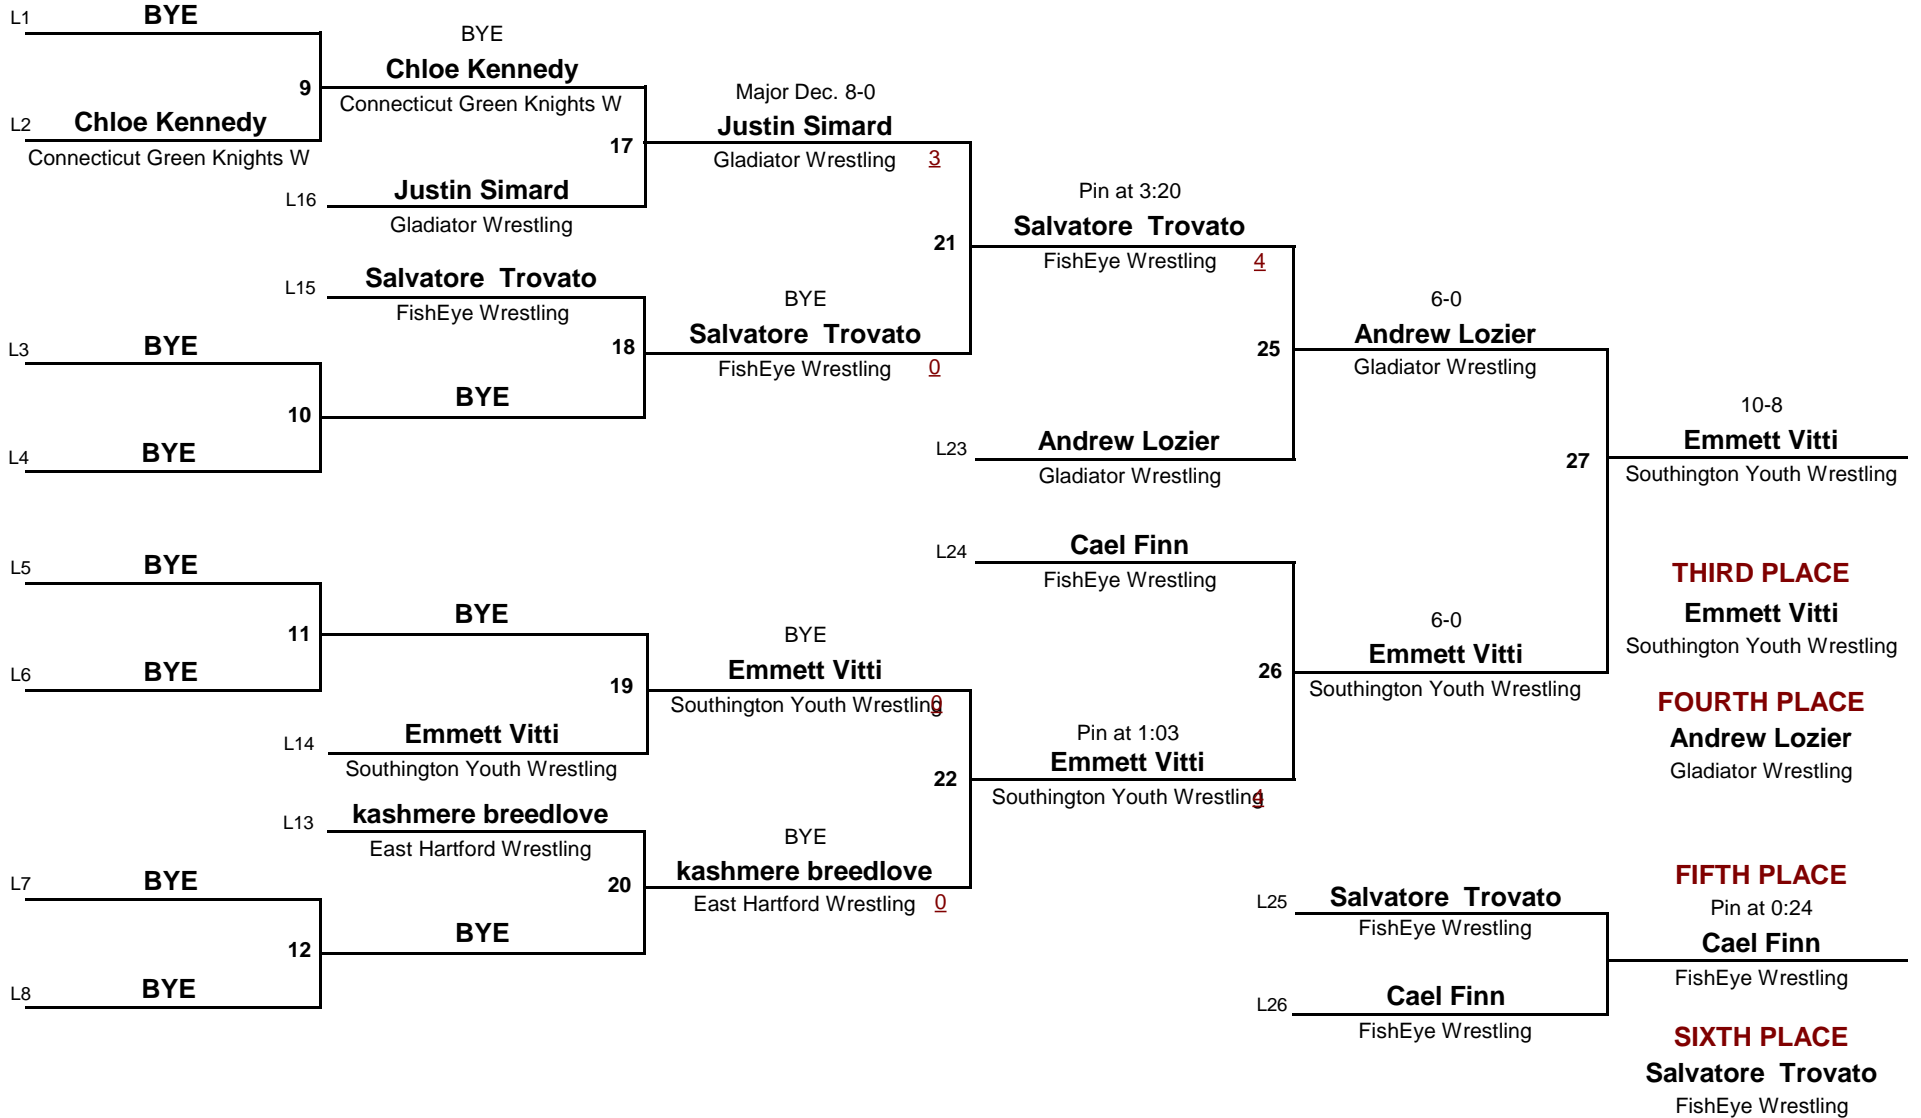 L1 BYE
BYE
Chloe Kennedy
9
Connecticut Green Knights W
L2 Chloe Kennedy
Connecticut Green Knights W
Major Dec. 8-0
Justin Simard
17
Gladiator Wrestling 3
L16 Justin Simard
Gladiator Wrestling
Pin at 3:20
Salvatore Trovato
21
FishEye Wrestling 4
L15 Salvatore Trovato
FishEye Wrestling
BYE
Salvatore Trovato
18
FishEye Wrestling 0
L3 BYE
10
BYE
L4 BYE
6-0
Andrew Lozier
25
Gladiator Wrestling
L23 Andrew Lozier
Gladiator Wrestling
10-8
Emmett Vitti
27
Southington Youth Wrestling
L24 Cael Finn
FishEye Wrestling
L5 BYE
11
BYE
L6 BYE
BYE
Emmett Vitti
19
Southington Youth Wrestling 0
L14 Emmett Vitti
Southington Youth Wrestling
6-0
Emmett Vitti
26
Southington Youth Wrestling
Pin at 1:03
Emmett Vitti
22
Southington Youth Wrestling 4
L13 kashmere breedlove
East Hartford Wrestling
BYE
kashmere breedlove
20
East Hartford Wrestling 0
L7 BYE
12
BYE
L8 BYE
THIRD PLACE
Emmett Vitti
Southington Youth Wrestling
FOURTH PLACE
Andrew Lozier
Gladiator Wrestling
L25 Salvatore Trovato
FishEye Wrestling
L26 Cael Finn
FishEye Wrestling
FIFTH PLACE
Pin at 0:24
Cael Finn
FishEye Wrestling
SIXTH PLACE
Salvatore Trovato
FishEye Wrestling